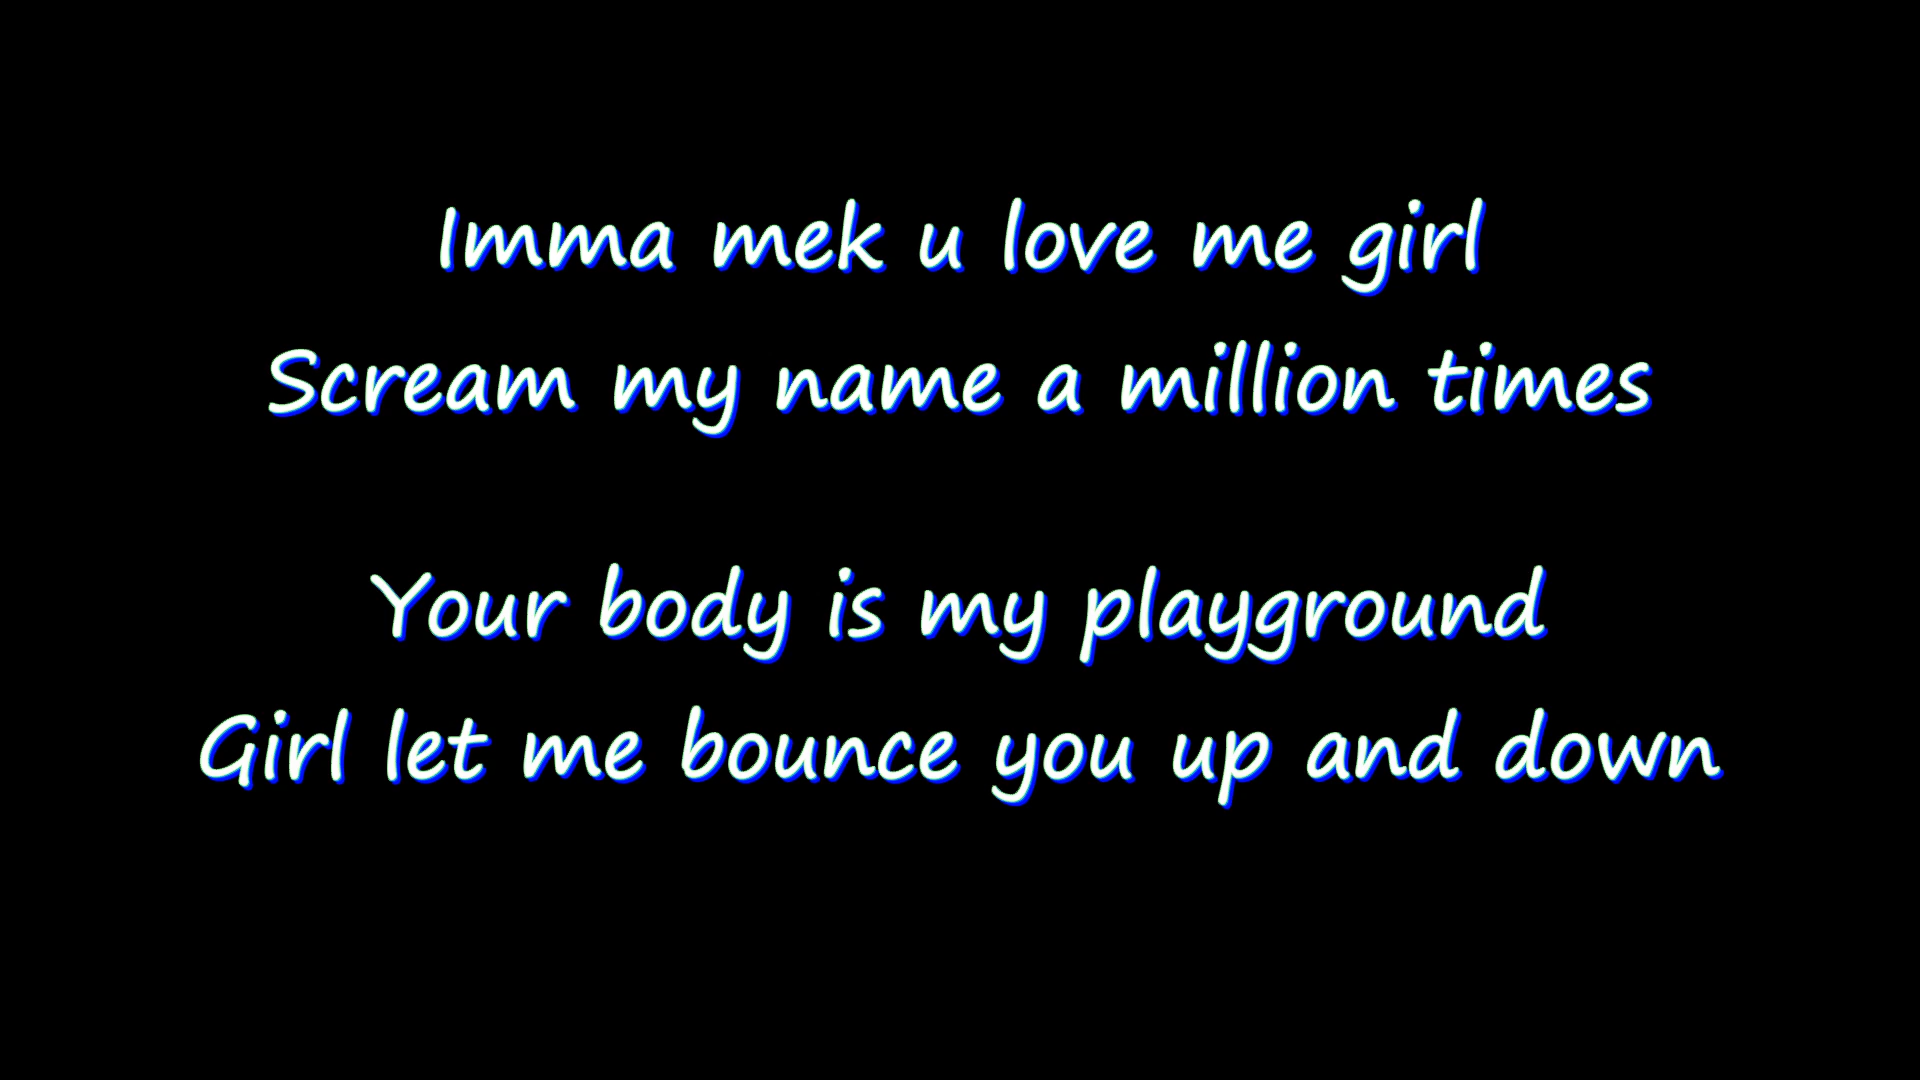 Imma mek u love me girl
Scream my name a million times
Your body is my playground
Girl let me bounce you up and down